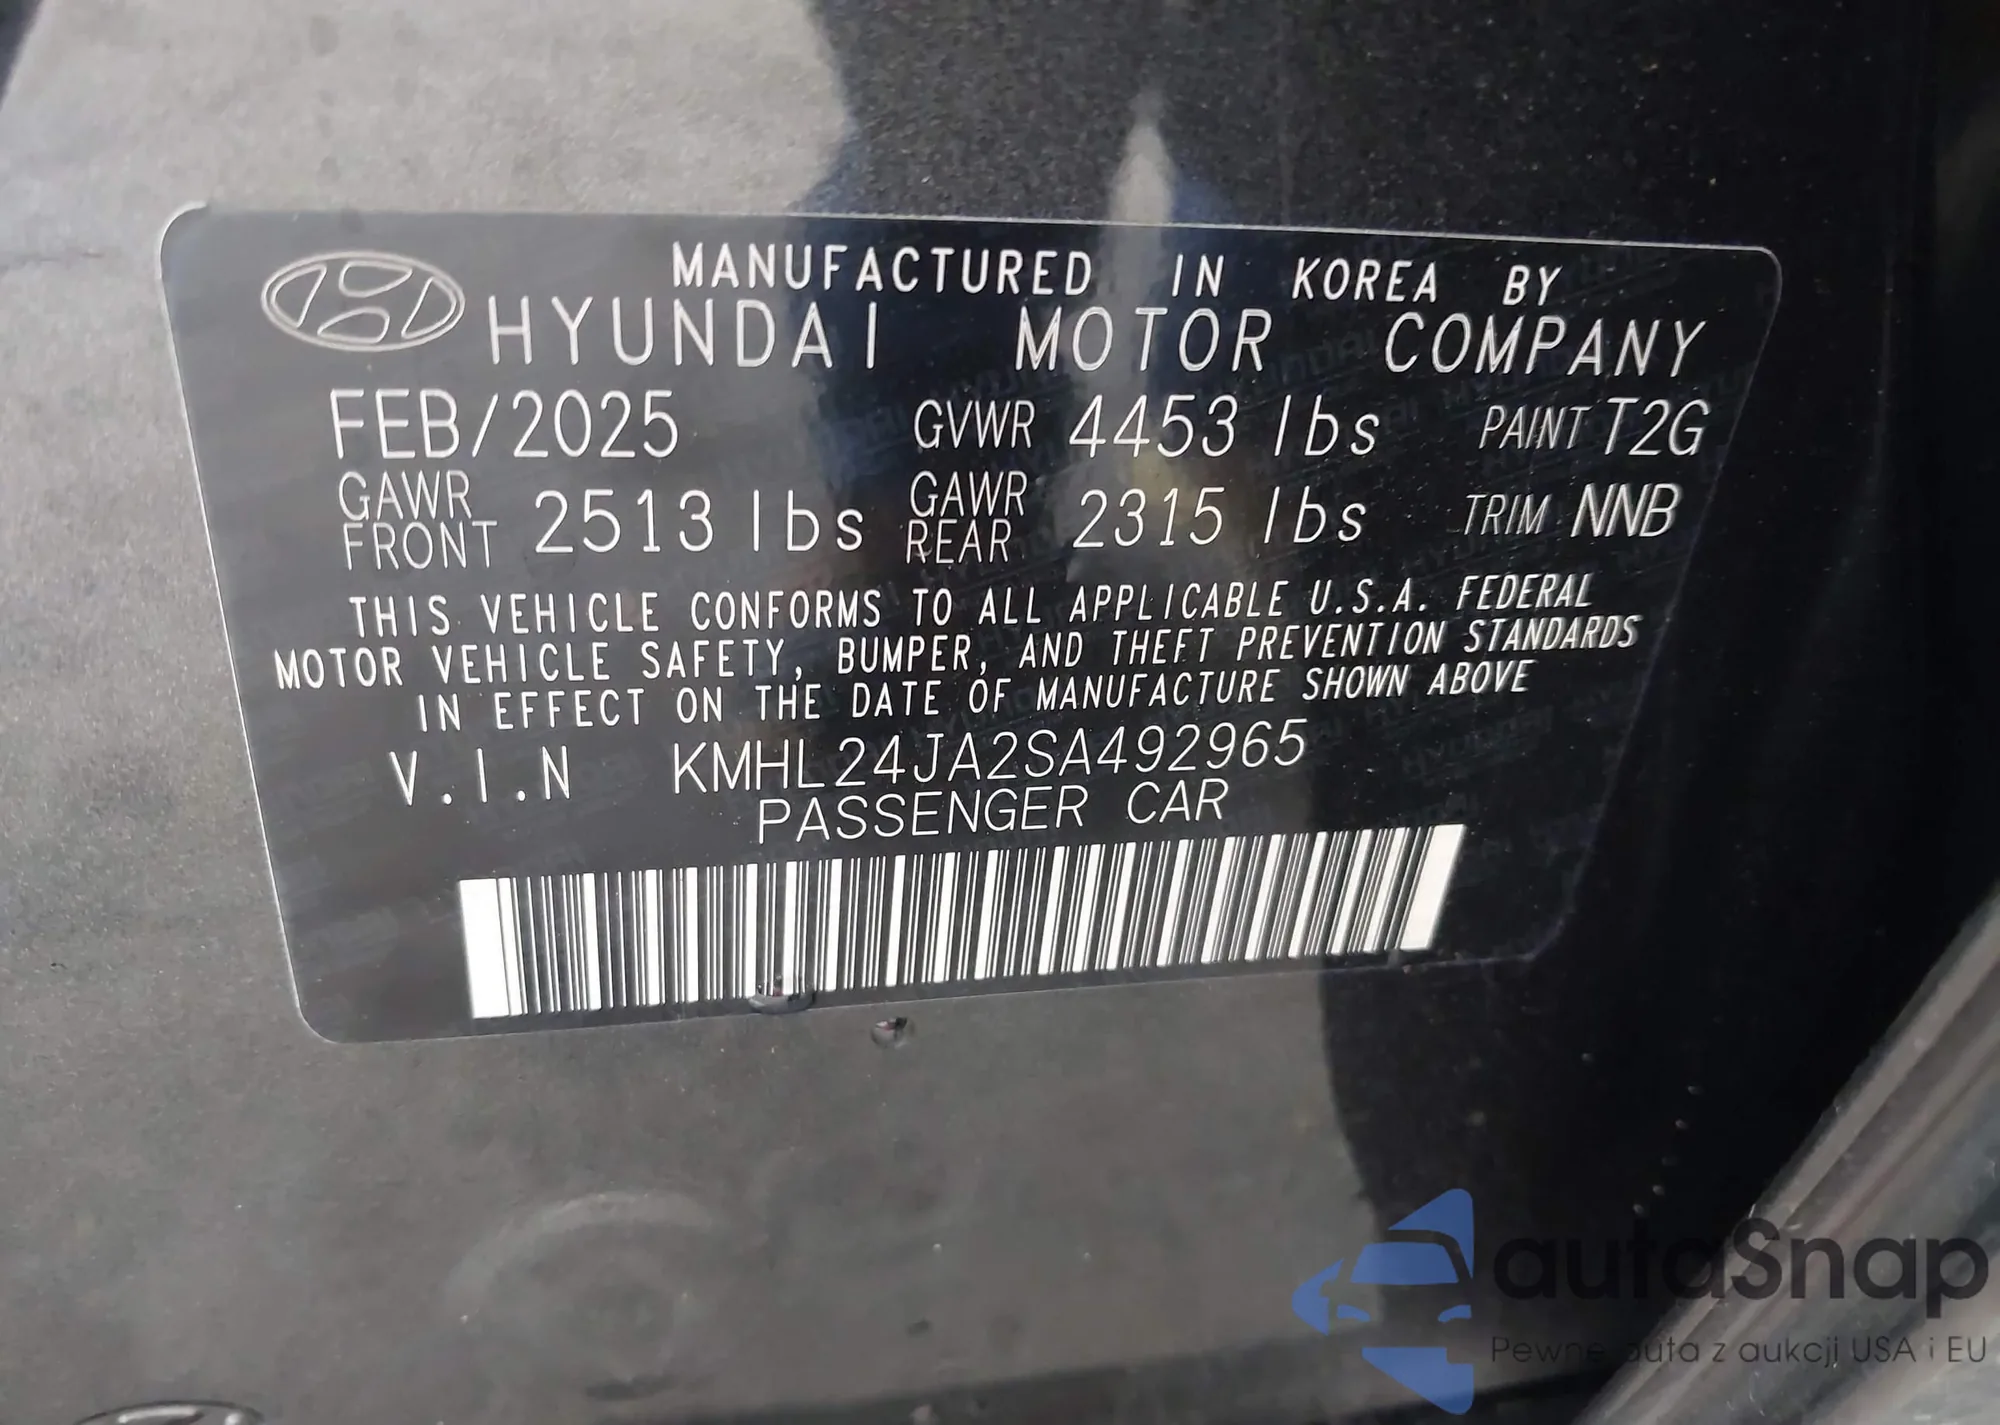 MANUFACTURED IN KOREA BY
HYUNDAI MOTOR COMPANY
FEB/2025 GVWR 4453 lbs PAINT T2G
GAWR FRONT 2513 lbs GAWR REAR 2315 lbs TRIM NNB
THIS VEHICLE CONFORMS TO ALL APPLICABLE U.S.A. FEDERAL
MOTOR VEHICLE SAFETY, BUMPER, AND THEFT PREVENTION STANDARDS
IN EFFECT ON THE DATE OF MANUFACTURE SHOWN ABOVE
V.I.N KMHL24JA2SA492965
PASSENGER CAR
autaSnap
Pewne auta z aukcji USA i EU